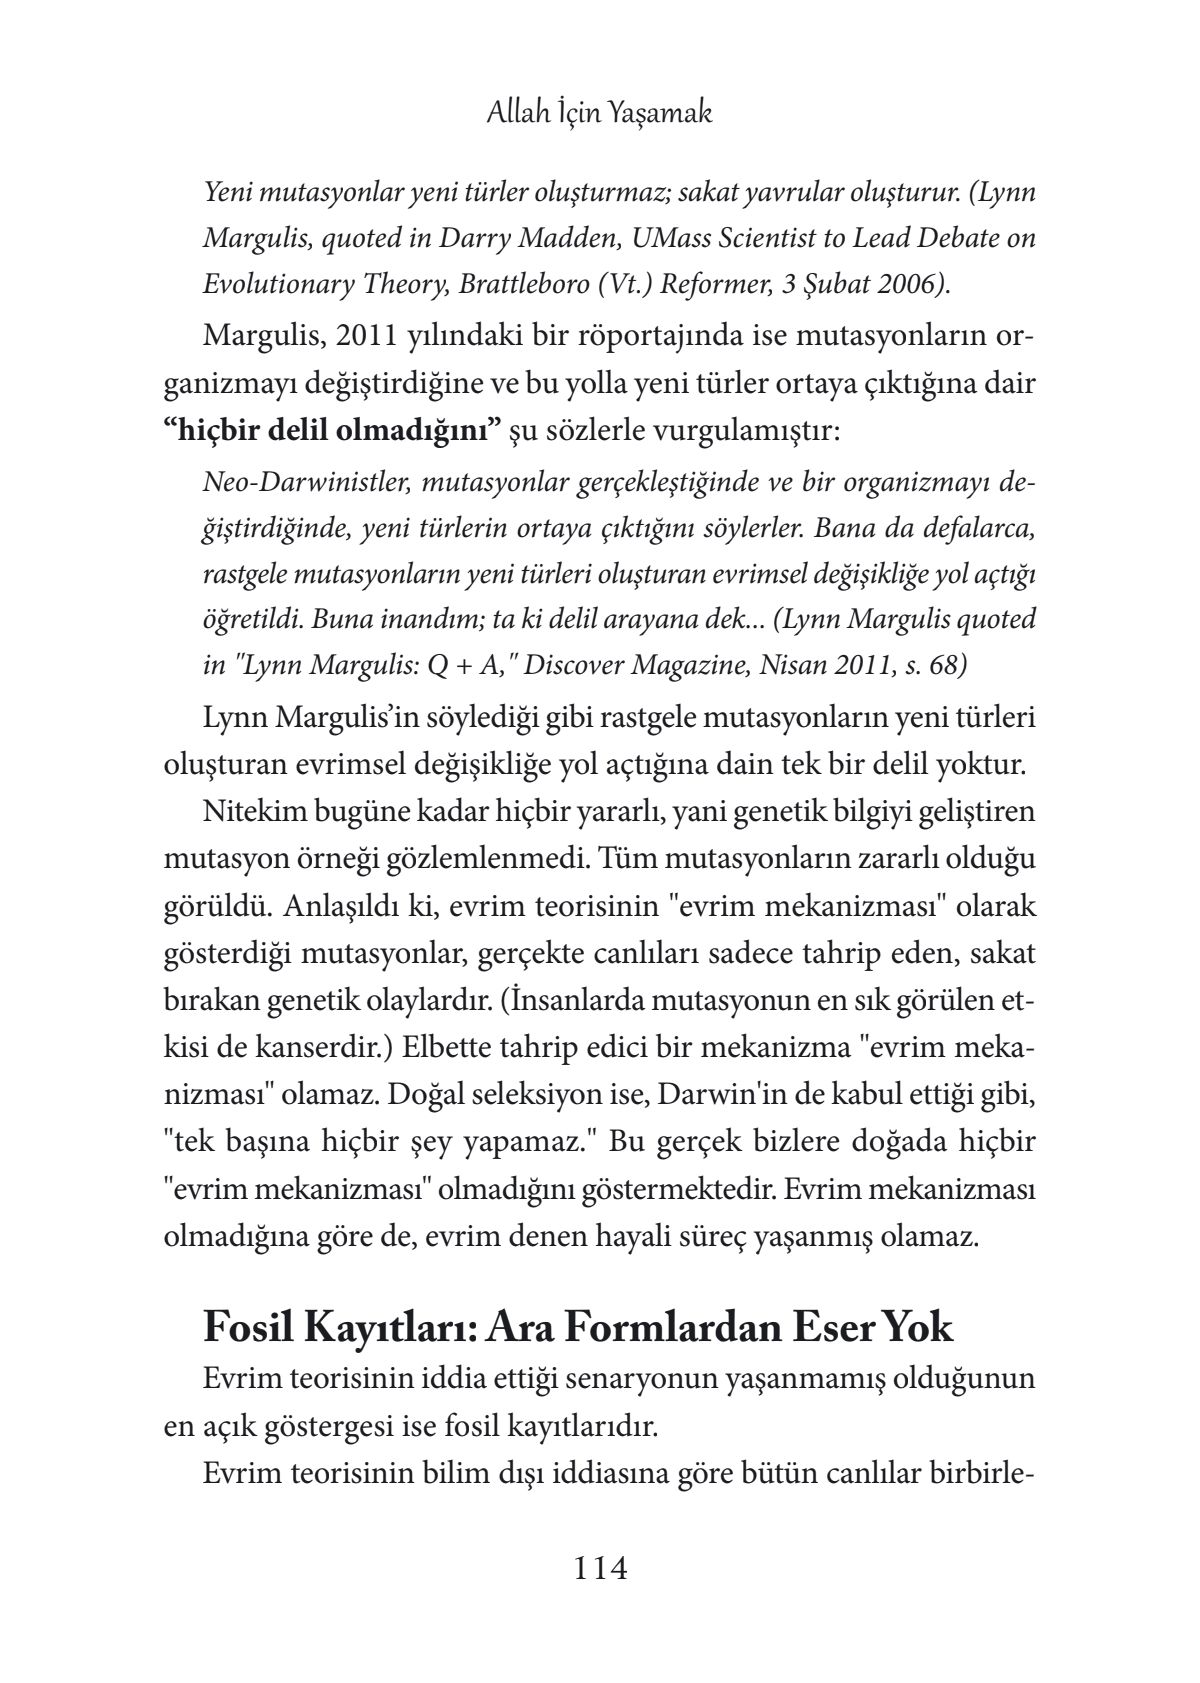 Allah İçin Yaşamak
Yeni mutasyonlar yeni türler oluşturmaz; sakat yavrular oluşturur. (Lynn
Margulis, quoted in Darry Madden, UMass Scientist to Lead Debate on
Evolutionary Theory, Brattleboro (Vt.) Reformer, 3 Şubat 2006).
Margulis, 2011 yılındaki bir röportajında ise mutasyonların or-
ganizmayı değiştirdiğine ve bu yolla yeni türler ortaya çıktığına dair
“hiçbir delil olmadığını” şu sözlerle vurgulamıştır:
Neo-Darwinistler, mutasyonlar gerçekleştiğinde ve bir organizmayı de-
ğiştirdiğinde, yeni türlerin ortaya çıktığını söylerler. Bana da defalarca,
rastgele mutasyonların yeni türleri oluşturan evrimsel değişikliğe yol açtığı
öğretildi. Buna inandım; ta ki delil arayana dek... (Lynn Margulis quoted
in "Lynn Margulis: Q + A," Discover Magazine, Nisan 2011, s. 68)
Lynn Margulis’in söylediği gibi rastgele mutasyonların yeni türleri
oluşturan evrimsel değişikliğe yol açtığına dain tek bir delil yoktur.
Nitekim bugüne kadar hiçbir yararlı, yani genetik bilgiyi geliştiren
mutasyon örneği gözlemlenmedi. Tüm mutasyonların zararlı olduğu
görüldü. Anlaşıldı ki, evrim teorisinin "evrim mekanizması" olarak
gösterdiği mutasyonlar, gerçekte canlıları sadece tahrip eden, sakat
bırakan genetik olaylardır. (İnsanlarda mutasyonun en sık görülen et-
kisi de kanserdir.) Elbette tahrip edici bir mekanizma "evrim meka-
nizması" olamaz. Doğal seleksiyon ise, Darwin'in de kabul ettiği gibi,
"tek başına hiçbir şey yapamaz." Bu gerçek bizlere doğada hiçbir
"evrim mekanizması" olmadığını göstermektedir. Evrim mekanizması
olmadığına göre de, evrim denen hayali süreç yaşanmış olamaz.
Fosil Kayıtları: Ara Formlardan Eser Yok
Evrim teorisinin iddia ettiği senaryonun yaşanmamış olduğunun
en açık göstergesi ise fosil kayıtlarıdır.
Evrim teorisinin bilim dışı iddiasına göre bütün canlılar birbirle-
114